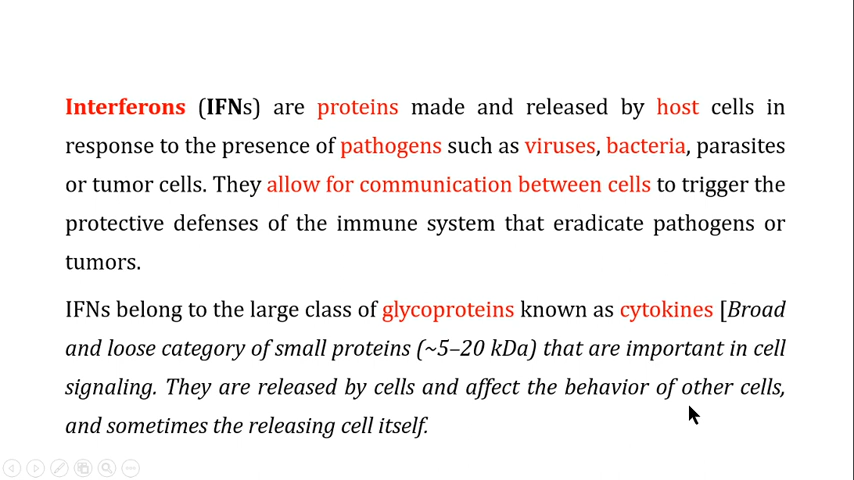 Interferons (IFNs) are proteins made and released by host cells in
response to the presence of pathogens such as viruses, bacteria, parasites
or tumor cells. They allow for communication between cells to trigger the
protective defenses of the immune system that eradicate pathogens or
tumors.
IFNs belong to the large class of glycoproteins known as cytokines [Broad
and loose category of small proteins (~5–20 kDa) that are important in cell
signaling. They are released by cells and affect the behavior of other cells,
and sometimes the releasing cell itself.